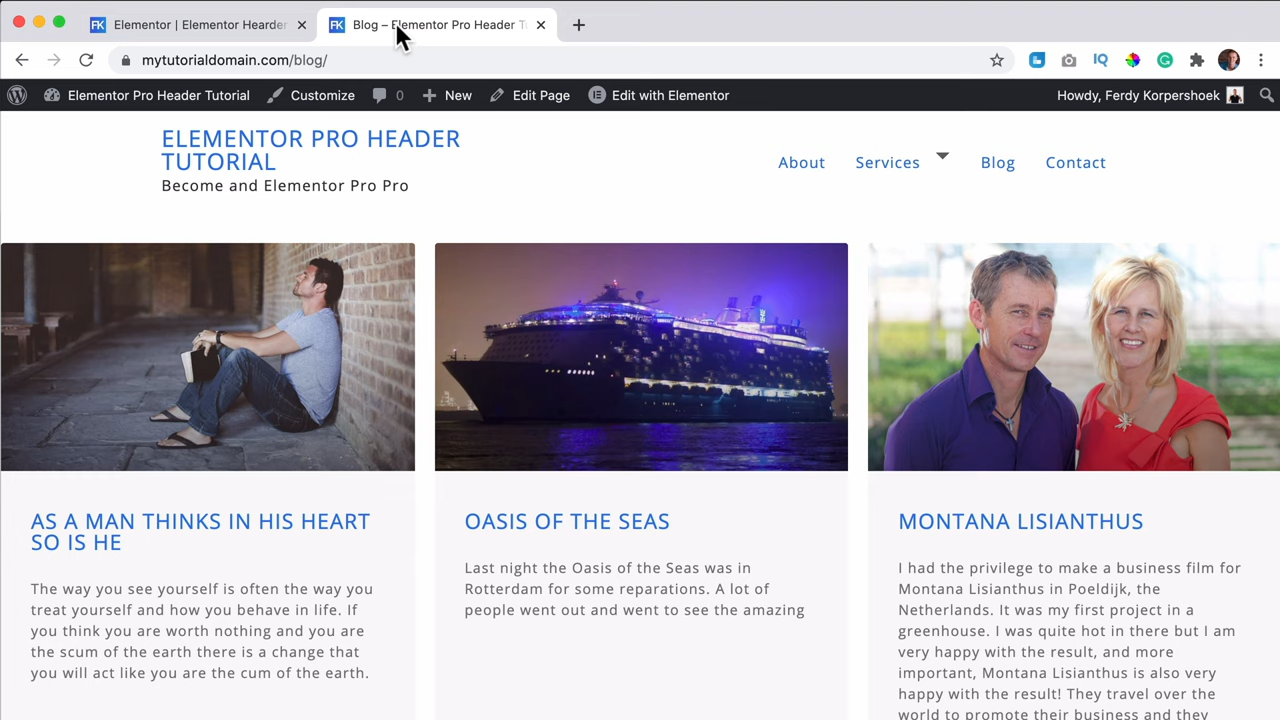 FK Elementor | Elementor Hearder
FK Blog – Elementor Pro Header T
mytutorialdomain.com/blog/
IQ
Elementor Pro Header Tutorial Customize 0 New Edit Page Edit with Elementor Howdy, Ferdy Korpershoek
ELEMENTOR PRO HEADER
TUTORIAL
Become and Elementor Pro Pro
About Services Blog Contact
AS A MAN THINKS IN HIS HEART
SO IS HE
The way you see yourself is often the way you
treat yourself and how you behave in life. If
you think you are worth nothing and you are
the scum of the earth there is a change that
you will act like you are the cum of the earth.
OASIS OF THE SEAS
Last night the Oasis of the Seas was in
Rotterdam for some reparations. A lot of
people went out and went to see the amazing
MONTANA LISIANTHUS
I had the privilege to make a business film for
Montana Lisianthus in Poeldijk, the
Netherlands. It was my first project in a
greenhouse. I was quite hot in there but I am
very happy with the result, and more
important, Montana Lisianthus is also very
happy with the result! They travel over the
world to promote their business and they